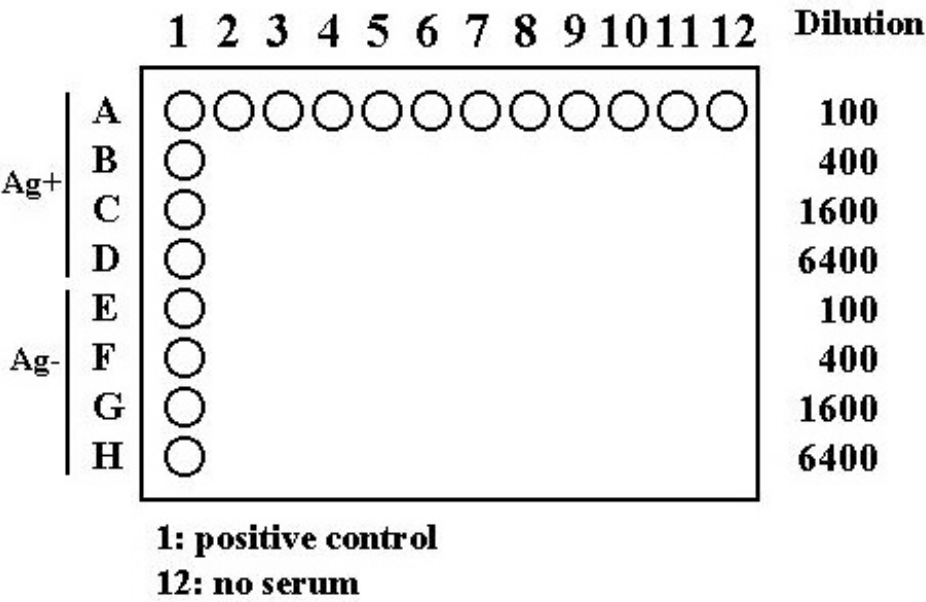 1 2 3 4 5 6 7 8 9 10 11 12 Dilution
A 100
B 400
Ag+
C 1600
D 6400
E 100
Ag- F 400
G 1600
H 6400
1: positive control
12: no serum